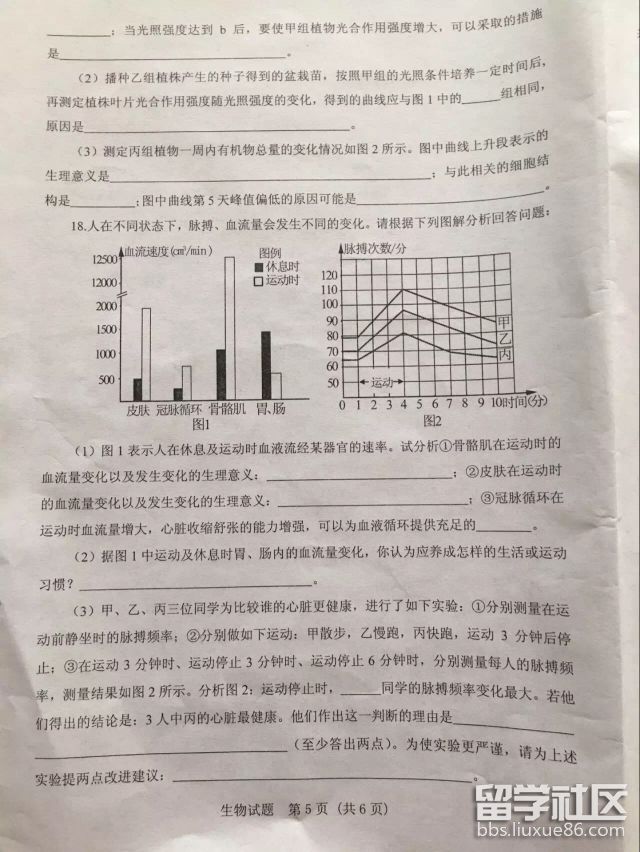 ________；当光照强度达到 b 后，要使甲组植物光合作用强度增大，可以采取的措施
是________________________。
（2）播种乙组植株产生的种子得到的盆栽苗，按照甲组的光照条件培养一定时间后，
再测定植株叶片光合作用强度随光照强度的变化，得到的曲线应与图 1 中的______组相同，
原因是________________________________。
（3）测定丙组植物一周内有机物总量的变化情况如图 2 所示。图中曲线上升段表示的
生理意义是________________________________；与此相关的细胞结
构是________；图中曲线第 5 天峰值偏低的原因可能是________________________。
18.人在不同状态下，脉搏、血流量会发生不同的变化。请根据下列图解分析回答问题：
血流速度(cm³/min)
图例
休息时
运动时
12500
12000
2000
1500
1000
500
皮肤 冠脉循环 骨骼肌 胃、肠
图1
脉搏次数/分
120
110
100
90
80
70
60
50
甲
乙
丙
运动
0 1 2 3 4 5 6 7 8 9 10时间(分)
图2
（1）图 1 表示人在休息及运动时血液流经某器官的速率。试分析①骨骼肌在运动时的
血流量变化以及发生变化的生理意义：________________________；②皮肤在运动时
的血流量变化以及发生变化的生理意义：________________________；③冠脉循环在
运动时血流量增大，心脏收缩舒张的能力增强，可以为血液循环提供充足的________。
（2）据图 1 中运动及休息时胃、肠内的血流量变化，你认为应养成怎样的生活或运动
习惯？________________________________。
（3）甲、乙、丙三位同学为比较谁的心脏更健康，进行了如下实验：①分别测量在运
动前静坐时的脉搏频率；②分别做如下运动：甲散步，乙慢跑，丙快跑，运动 3 分钟后停
止；③在运动 3 分钟时、运动停止 3 分钟时、运动停止 6 分钟时，分别测量每人的脉搏频
率，测量结果如图 2 所示。分析图 2：运动停止时，______同学的脉搏频率变化最大。若他
们得出的结论是：3 人中丙的心脏最健康。他们作出这一判断的理由是________________
________________________________（至少答出两点）。为使实验更严谨，请为上述
实验提两点改进建议：________________________________。
生物试题 第 5 页（共 6 页）
留学社区
bbs.liuxue86.com